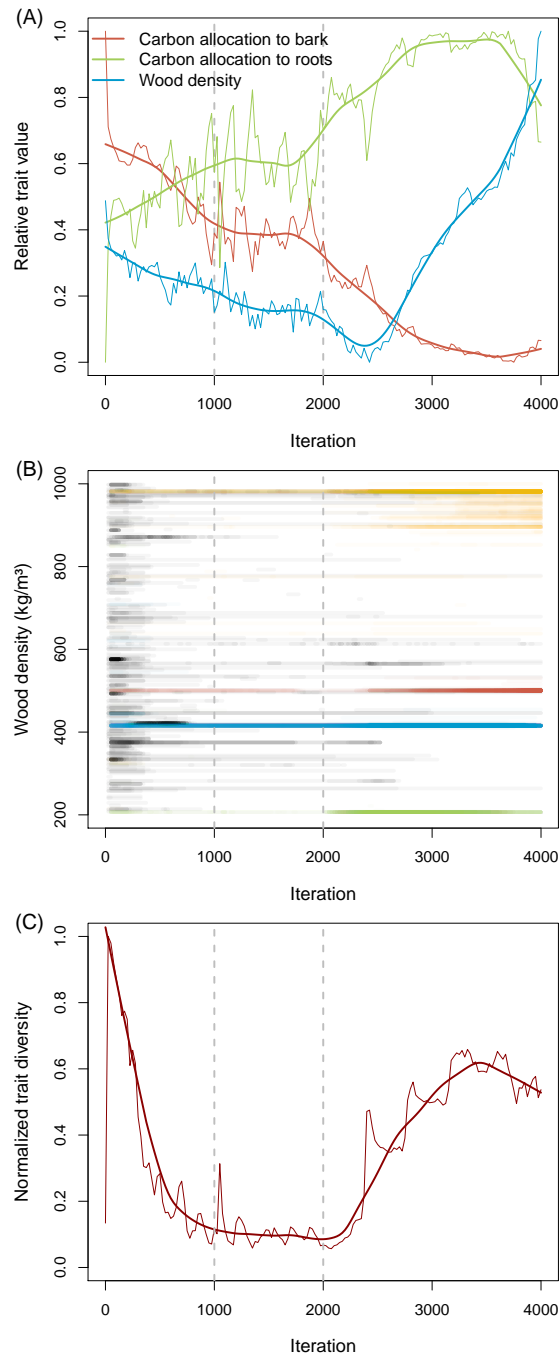 (A)
Carbon allocation to bark
Carbon allocation to roots
Wood density
Relative trait value
1.0
0.8
0.6
0.4
0.2
0.0
0 1000 2000 3000 4000
Iteration
(B)
Wood density (kg/m³)
1000
800
600
400
200
0 1000 2000 3000 4000
Iteration
(C)
Normalized trait diversity
1.0
0.8
0.6
0.4
0.2
0.0
0 1000 2000 3000 4000
Iteration